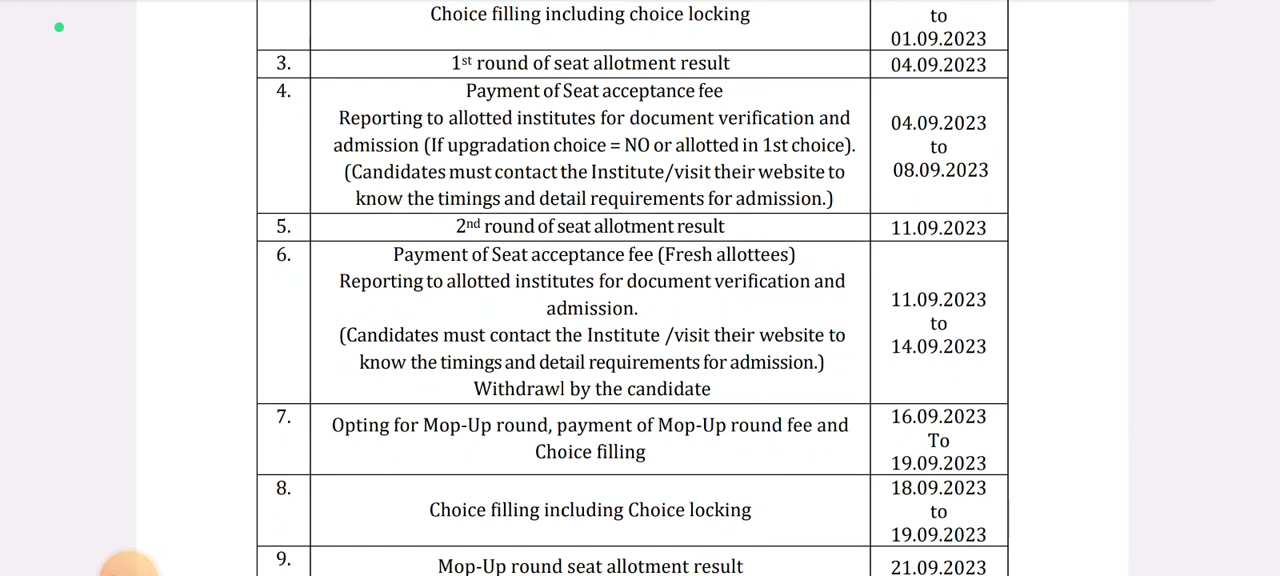 Choice filling including choice locking
to
01.09.2023
3.
1st round of seat allotment result
04.09.2023
4.
Payment of Seat acceptance fee
Reporting to allotted institutes for document verification and
admission (If upgradation choice = NO or allotted in 1st choice).
(Candidates must contact the Institute/visit their website to
know the timings and detail requirements for admission.)
04.09.2023
to
08.09.2023
5.
2nd round of seat allotment result
11.09.2023
6.
Payment of Seat acceptance fee (Fresh allottees)
Reporting to allotted institutes for document verification and
admission.
(Candidates must contact the Institute /visit their website to
know the timings and detail requirements for admission.)
Withdrawl by the candidate
11.09.2023
to
14.09.2023
7.
Opting for Mop-Up round, payment of Mop-Up round fee and
Choice filling
16.09.2023
To
19.09.2023
8.
Choice filling including Choice locking
18.09.2023
to
19.09.2023
9.
Mop-Up round seat allotment result
21.09.2023